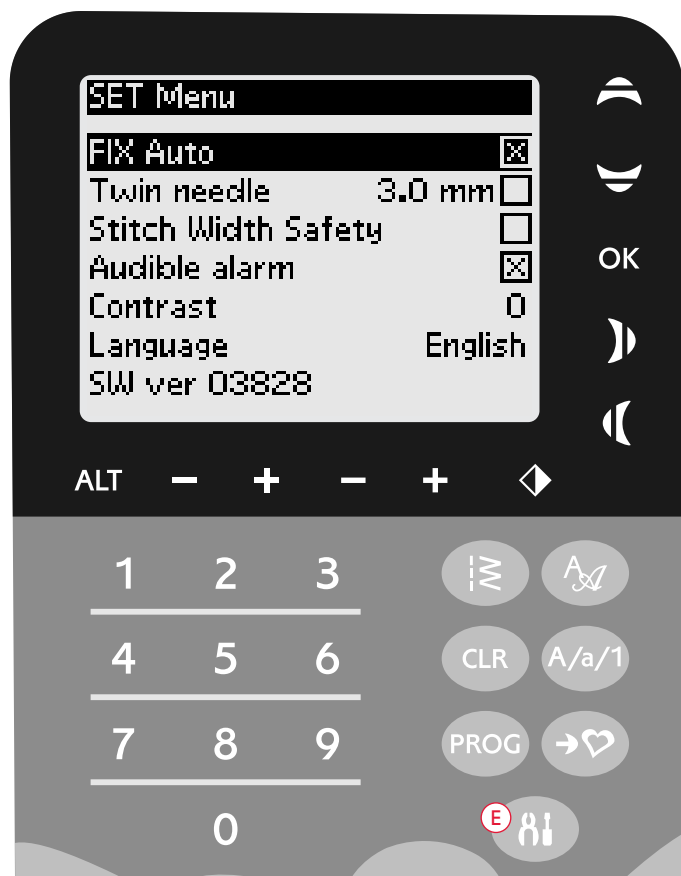 SET Menu
FIX Auto
Twin needle 3.0 mm
Stitch Width Safety
Audible alarm
Contrast 0
Language English
SW ver 03828
OK
ALT − + − +
1 2 3
A
4 5 6 CLR A/a/1
7 8 9 PROG
0 E